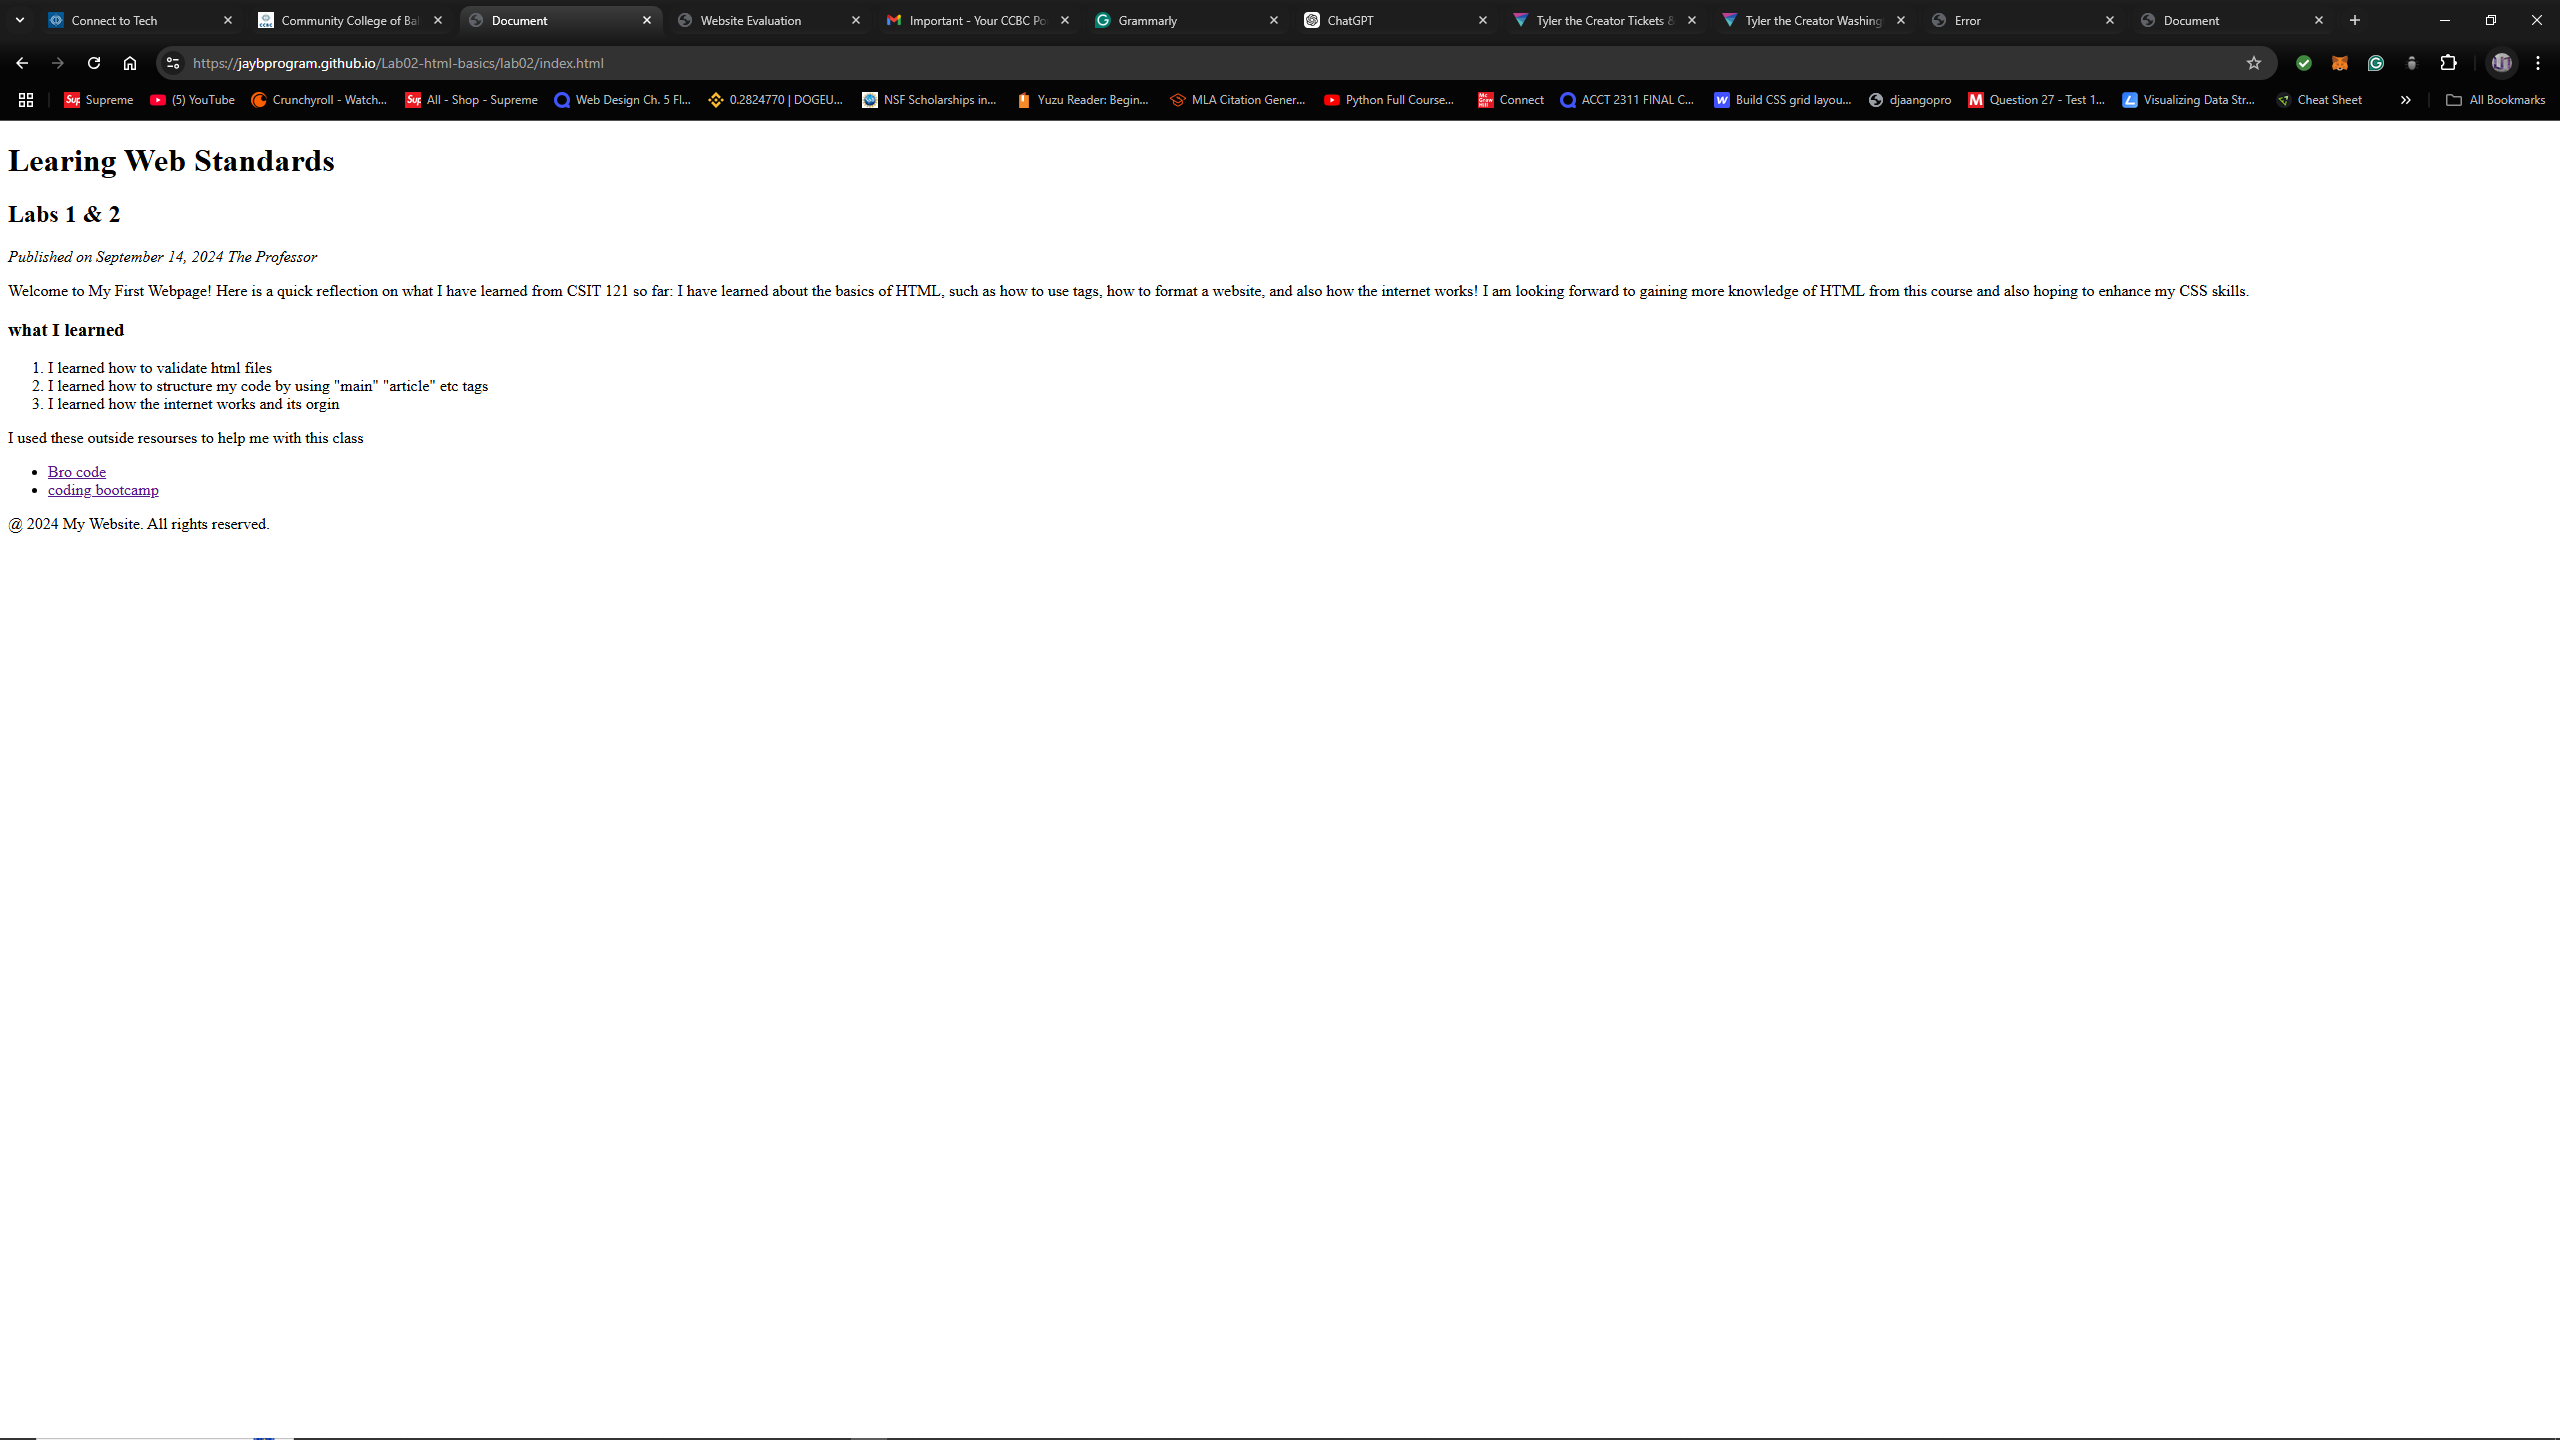 Connect to Tech
Community College of Bal
Document
Website Evaluation
Important - Your CCBC Po
Grammarly
ChatGPT
Tyler the Creator Tickets &
Tyler the Creator Washing
Error
Document
https://jaybprogram.github.io/Lab02-html-basics/lab02/index.html
Supreme
(5) YouTube
Crunchyroll - Watch...
All - Shop - Supreme
Web Design Ch. 5 Fl...
0.2824770 | DOGEU...
NSF Scholarships in...
Yuzu Reader: Begin...
MLA Citation Gener...
Python Full Course...
Connect
ACCT 2311 FINAL C...
Build CSS grid layou...
djaangopro
Question 27 - Test 1...
Visualizing Data Str...
Cheat Sheet
All Bookmarks
Learing Web Standards
Labs 1 & 2
Published on September 14, 2024 The Professor
Welcome to My First Webpage! Here is a quick reflection on what I have learned from CSIT 121 so far: I have learned about the basics of HTML, such as how to use tags, how to format a website, and also how the internet works! I am looking forward to gaining more knowledge of HTML from this course and also hoping to enhance my CSS skills.
what I learned
1. I learned how to validate html files
2. I learned how to structure my code by using "main" "article" etc tags
3. I learned how the internet works and its orgin
I used these outside resourses to help me with this class
• Bro code
• coding bootcamp
@ 2024 My Website. All rights reserved.